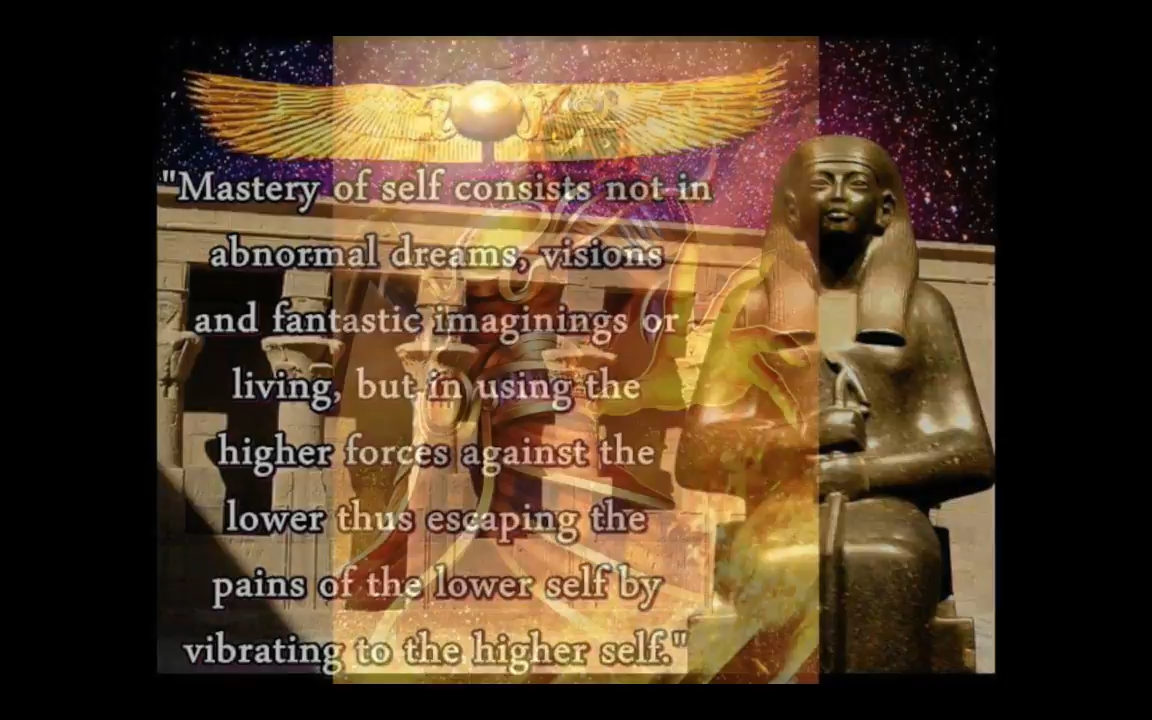 "Mastery of self consists not in
abnormal dreams, visions
and fantastic imaginings or
living, but in using the
higher forces against the
lower thus escaping the
pains of the lower self by
vibrating to the higher self."